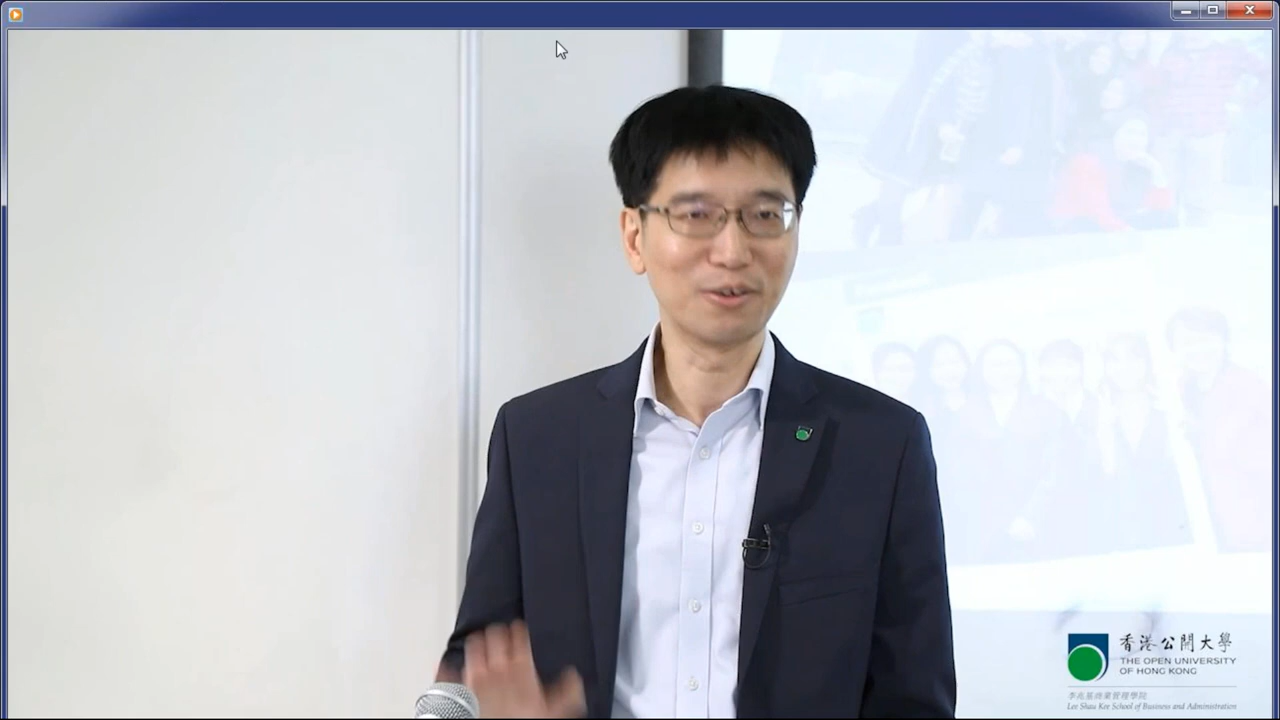 香港公開大學
THE OPEN UNIVERSITY
OF HONG KONG
李兆基商業管理學院
Lee Shau Kee School of Business and Administration